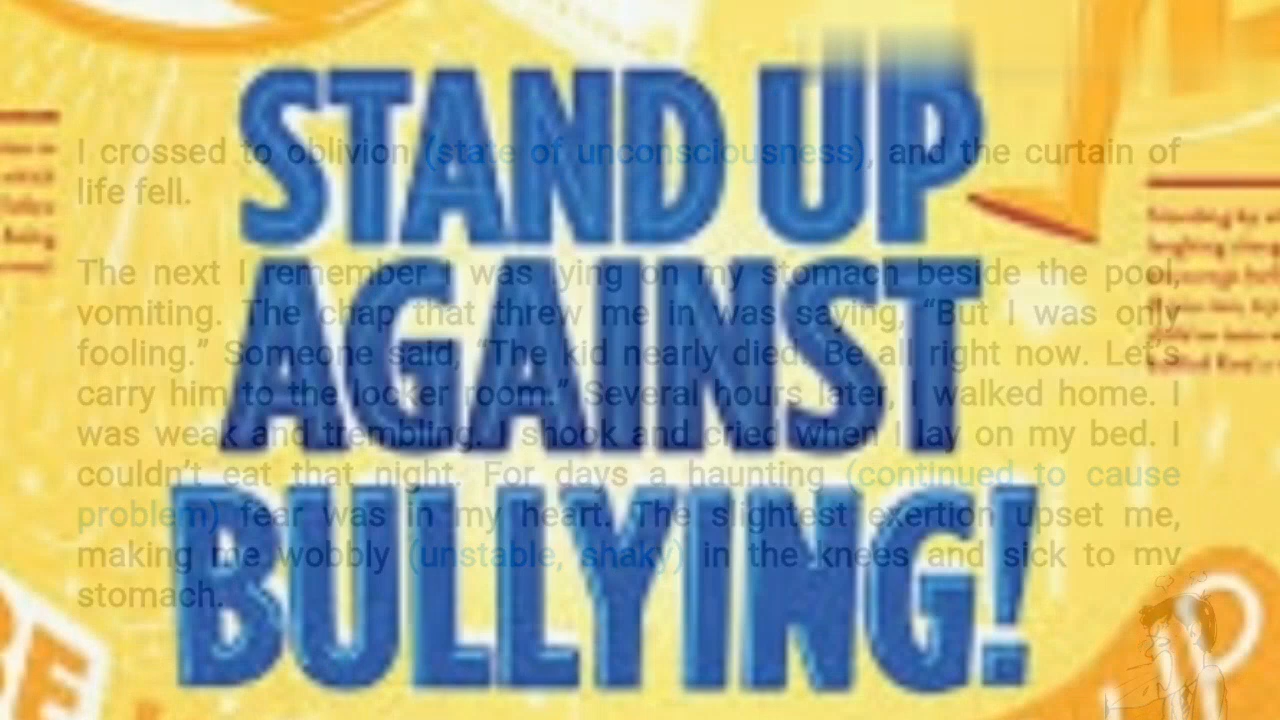 STAND UP
AGAINST
BULLYING!
I crossed to oblivion (state of unconsciousness), and the curtain of
life fell.
The next I remember I was lying on my stomach beside the pool,
vomiting. The chap that threw me in was saying, “But I was only
fooling.” Someone said, “The kid nearly died. Be all right now. Let's
carry him to the locker room.” Several hours later, I walked home. I
was weak and trembling. I shook and cried when I lay on my bed. I
couldn’t eat that night. For days a haunting (continued to cause
problem) fear was in my heart. The slightest exertion upset me,
making me wobbly (unstable, shaky) in the knees and sick to my
stomach.